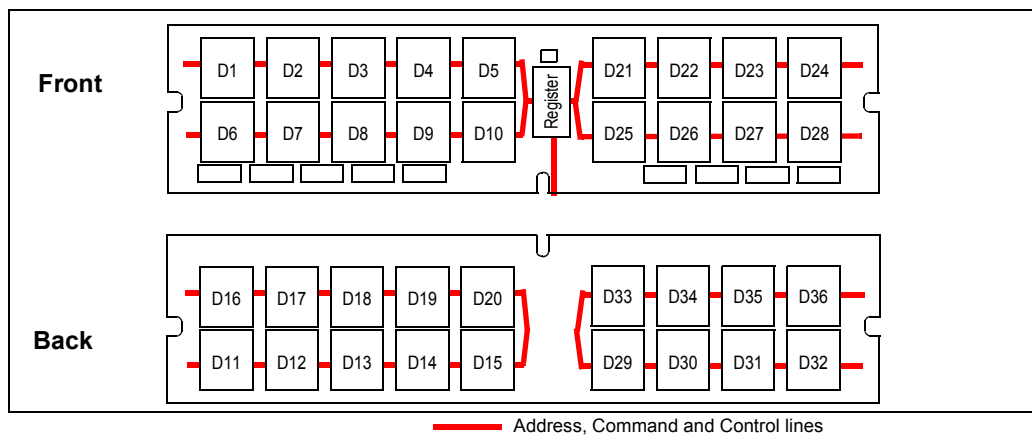 Front
D1 D2 D3 D4 D5 Register D21 D22 D23 D24
D6 D7 D8 D9 D10 D25 D26 D27 D28
Back
D16 D17 D18 D19 D20 D33 D34 D35 D36
D11 D12 D13 D14 D15 D29 D30 D31 D32
Address, Command and Control lines